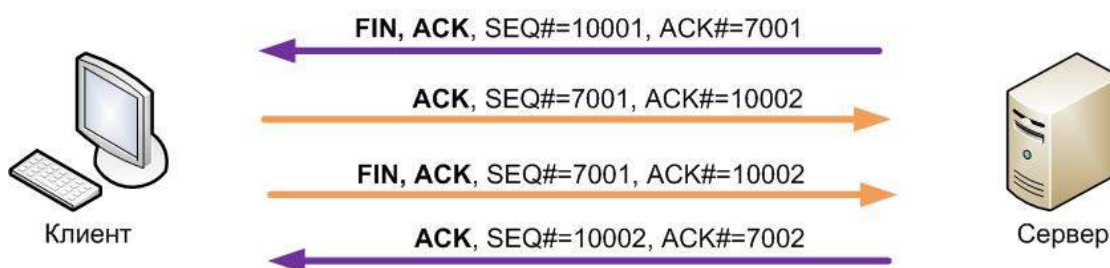 FIN, ACK, SEQ#=10001, ACK#=7001
ACK, SEQ#=7001, ACK#=10002
FIN, ACK, SEQ#=7001, ACK#=10002
ACK, SEQ#=10002, ACK#=7002
Клиент
Сервер